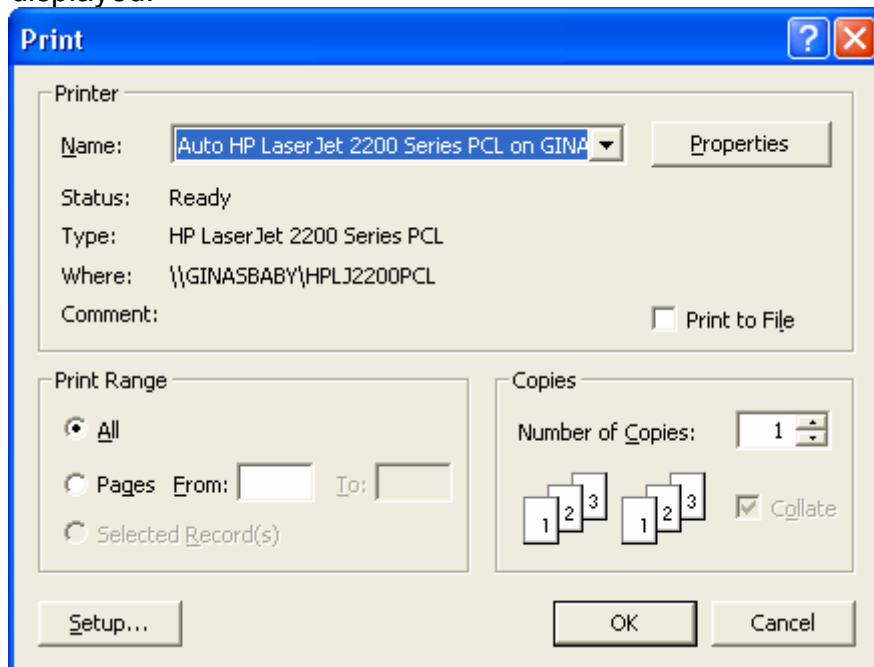 displayed.
Print
Printer
Name: Auto HP LaserJet 2200 Series PCL on GINA Properties
Status: Ready
Type: HP LaserJet 2200 Series PCL
Where: \\GINASBABY\HPLJ2200PCL
Comment:
Print to File
Print Range
All
Pages From: To:
Selected Record(s)
Copies
Number of Copies: 1
1 2 3 1 2 3 Collate
Setup... OK Cancel